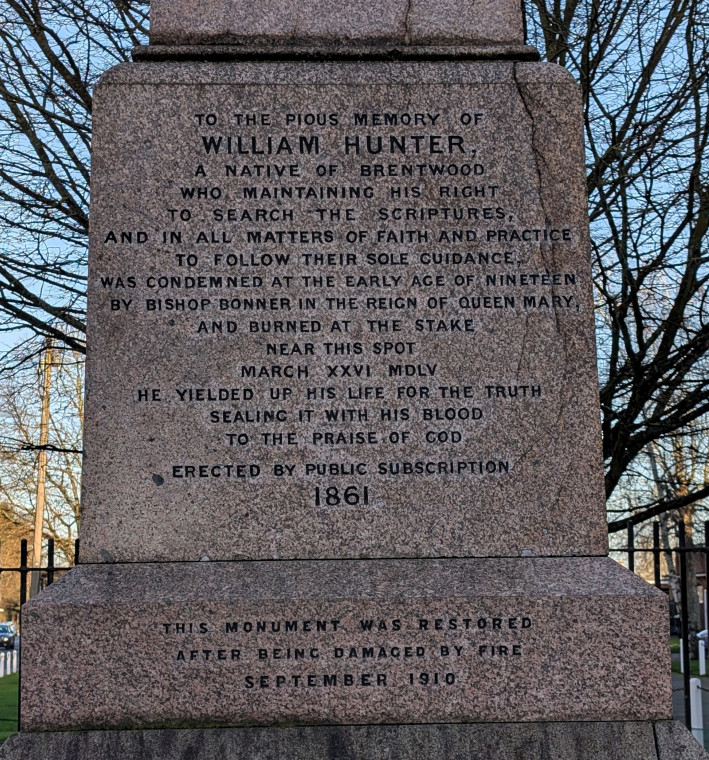 TO THE PIOUS MEMORY OF
WILLIAM HUNTER,
A NATIVE OF BRENTWOOD
WHO MAINTAINING HIS RIGHT
TO SEARCH THE SCRIPTURES,
AND IN ALL MATTERS OF FAITH AND PRACTICE
TO FOLLOW THEIR SOLE GUIDANCE,
WAS CONDEMNED AT THE EARLY AGE OF NINETEEN
BY BISHOP BONNER IN THE REIGN OF QUEEN MARY,
AND BURNED AT THE STAKE
NEAR THIS SPOT
MARCH XXVI MDLV
HE YIELDED UP HIS LIFE FOR THE TRUTH
SEALING IT WITH HIS BLOOD
TO THE PRAISE OF GOD
ERECTED BY PUBLIC SUBSCRIPTION
1861
THIS MONUMENT WAS RESTORED
AFTER BEING DAMAGED BY FIRE
SEPTEMBER 1910